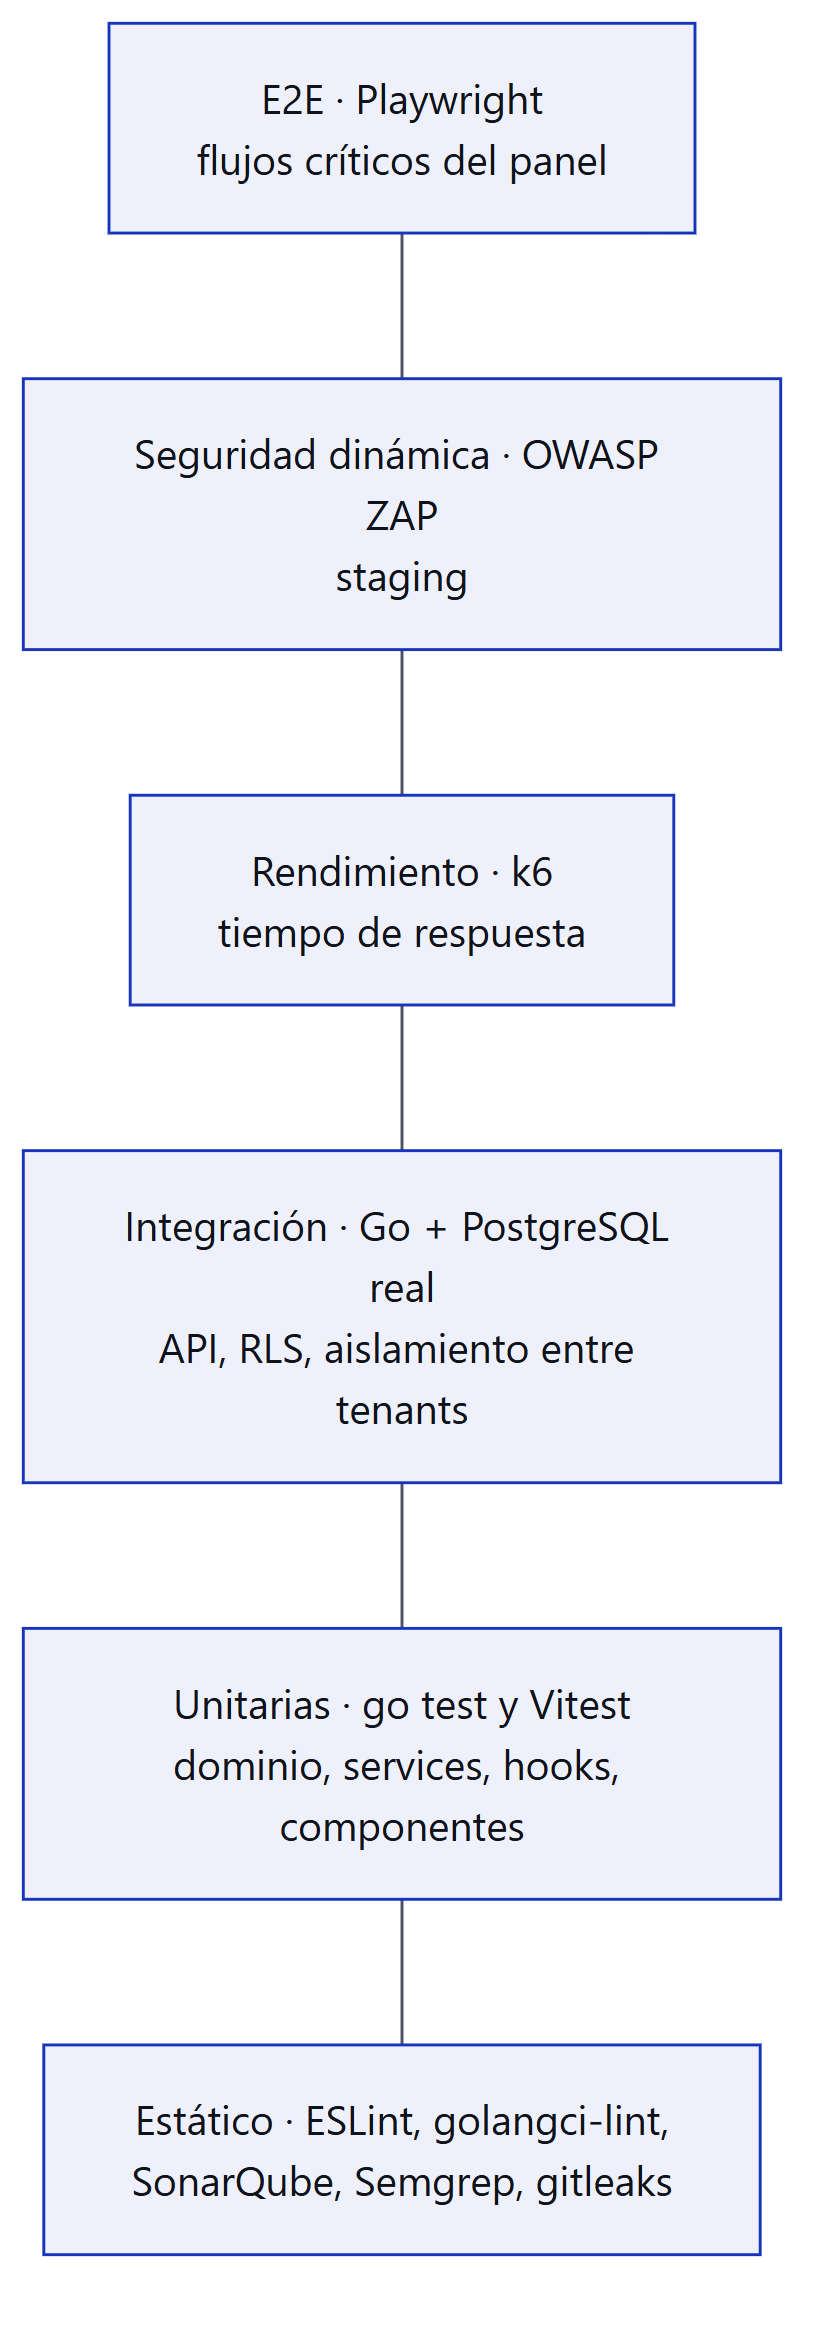 E2E · Playwright
flujos críticos del panel
Seguridad dinámica · OWASP
ZAP
staging
Rendimiento · k6
tiempo de respuesta
Integración · Go + PostgreSQL
real
API, RLS, aislamiento entre
tenants
Unitarias · go test y Vitest
dominio, services, hooks,
componentes
Estático · ESLint, golangci-lint,
SonarQube, Semgrep, gitleaks